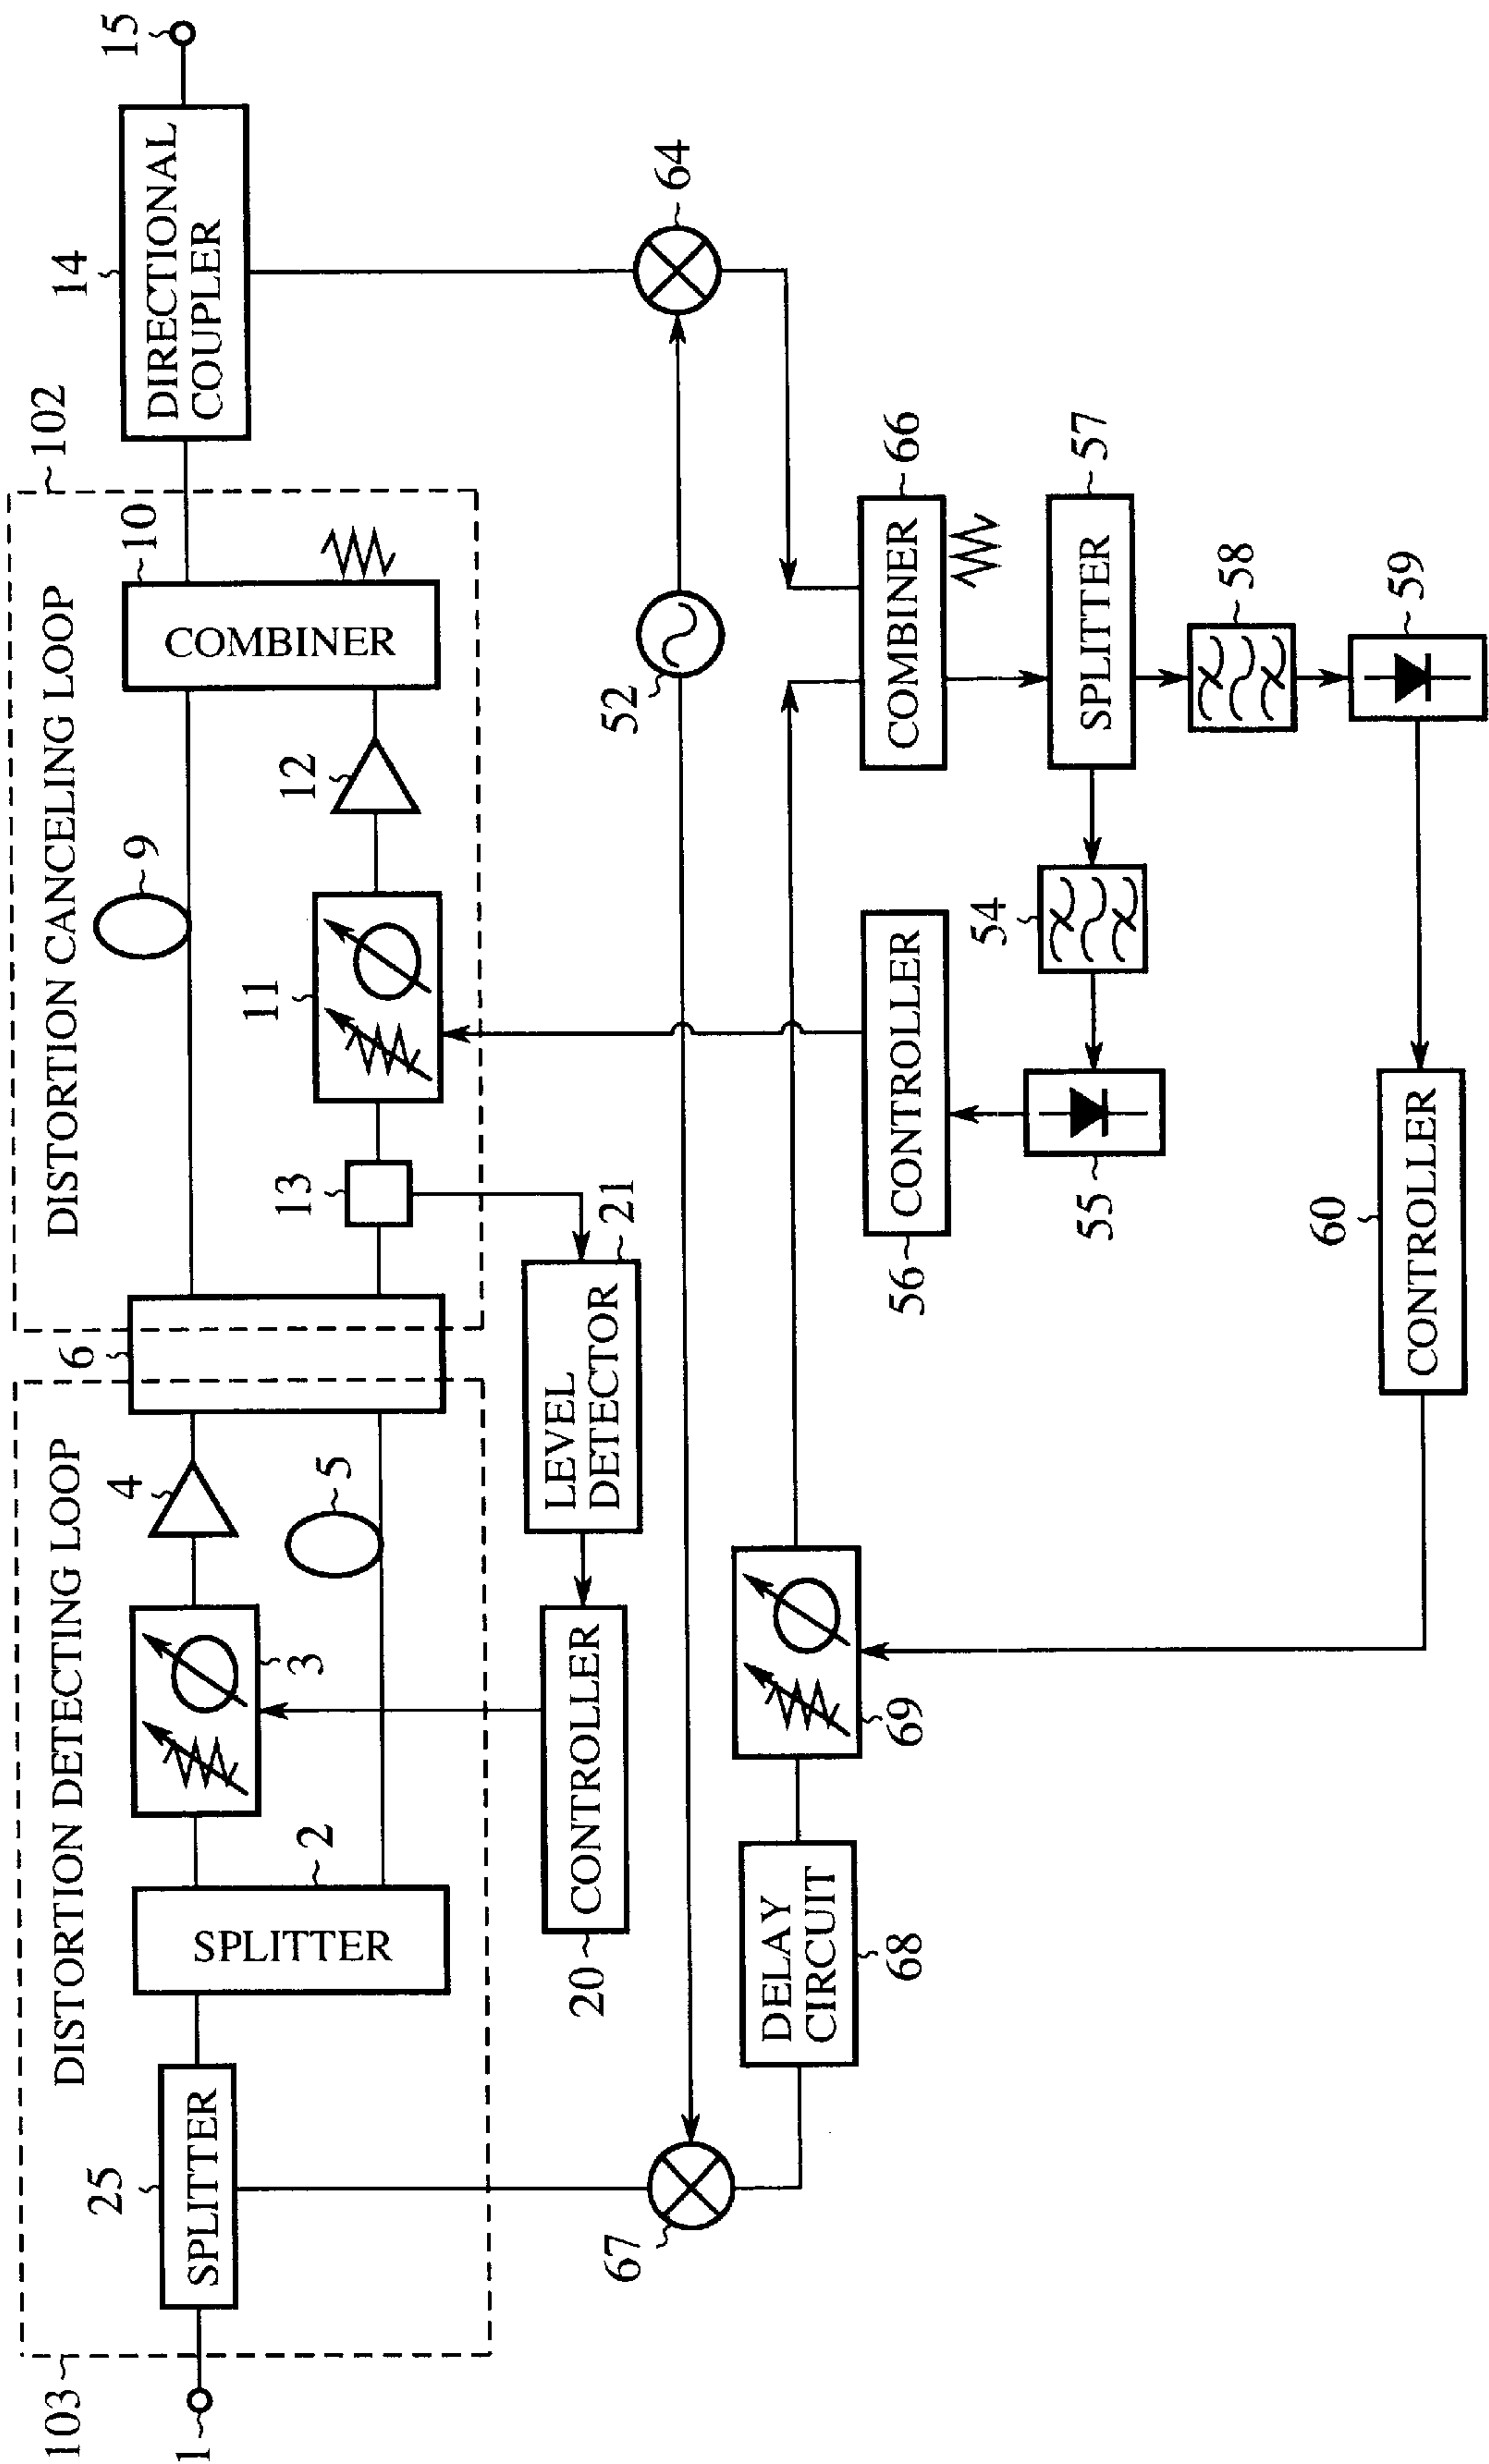 103
DISTORTION DETECTING LOOP
DISTORTION CANCELING LOOP
102
1
25
SPLITTER
SPLITTER
2
3
4
5
6
9
13
11
12
10
COMBINER
14
DIRECTIONAL
COUPLER
15
20
CONTROLLER
LEVEL
DETECTOR
21
67
52
64
DELAY
CIRCUIT
68
69
56
CONTROLLER
COMBINER
66
55
54
SPLITTER
57
58
59
60
CONTROLLER